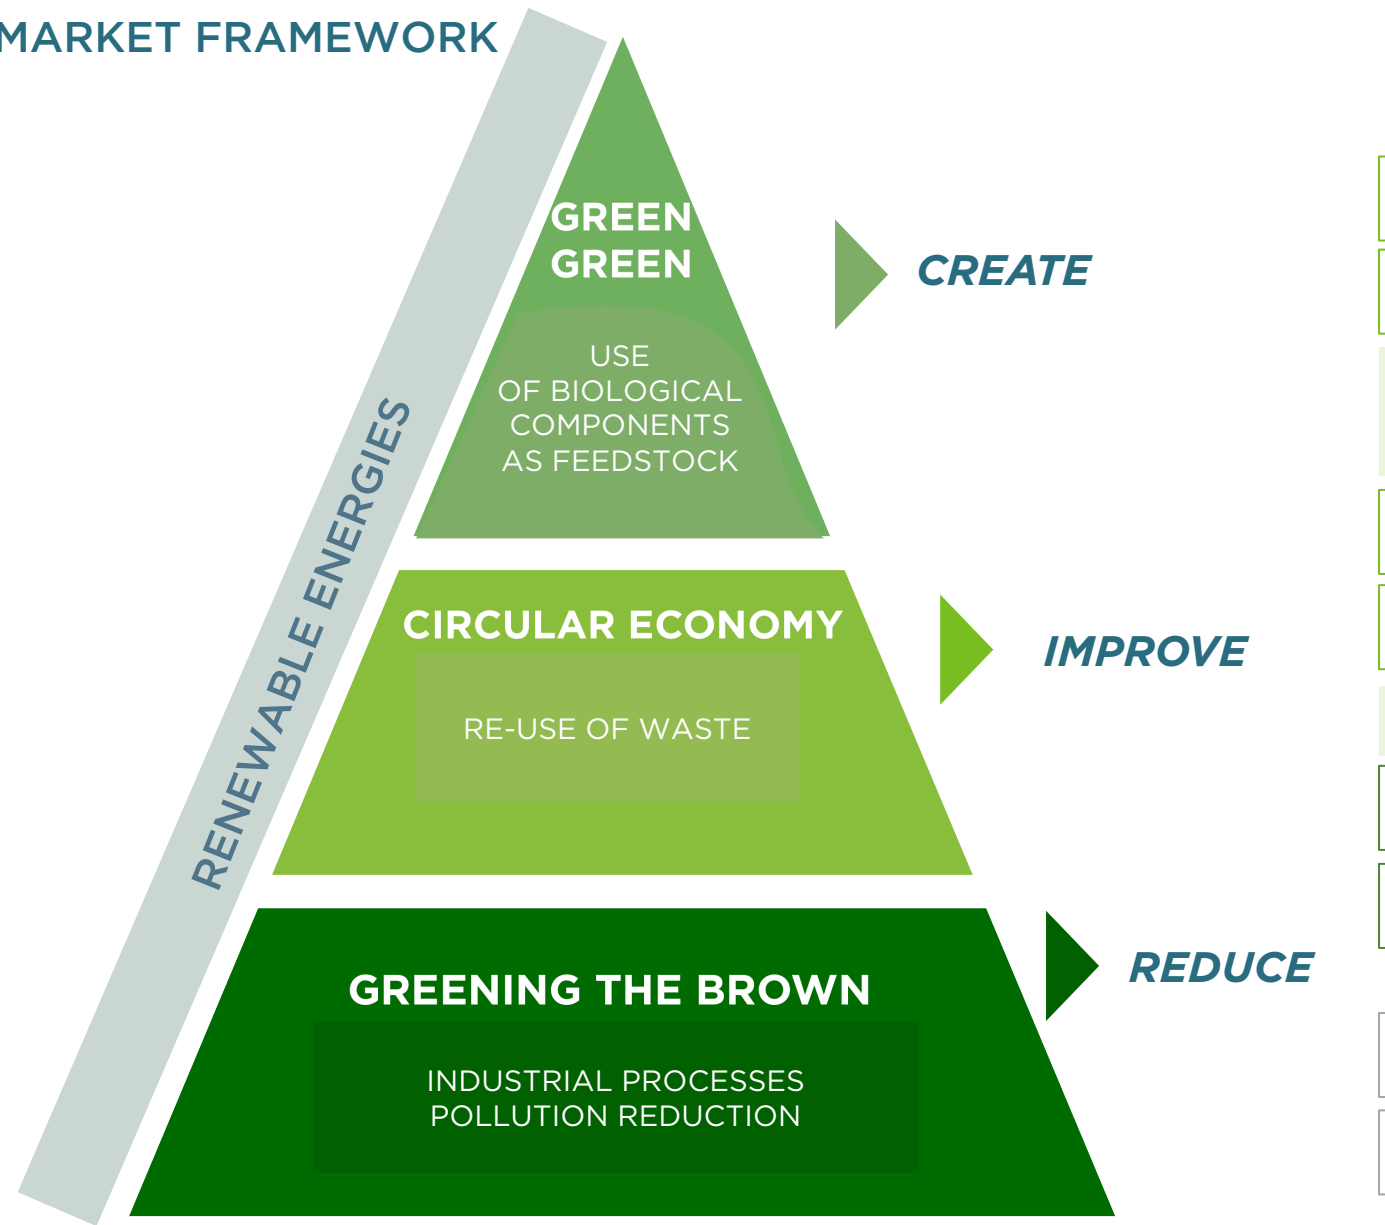 MARKET FRAMEWORK
GREEN
GREEN
USE
OF BIOLOGICAL
COMPONENTS
AS FEEDSTOCK
CREATE
RENEWABLE ENERGIES
CIRCULAR ECONOMY
RE-USE OF WASTE
IMPROVE
GREENING THE BROWN
INDUSTRIAL PROCESSES
POLLUTION REDUCTION
REDUCE